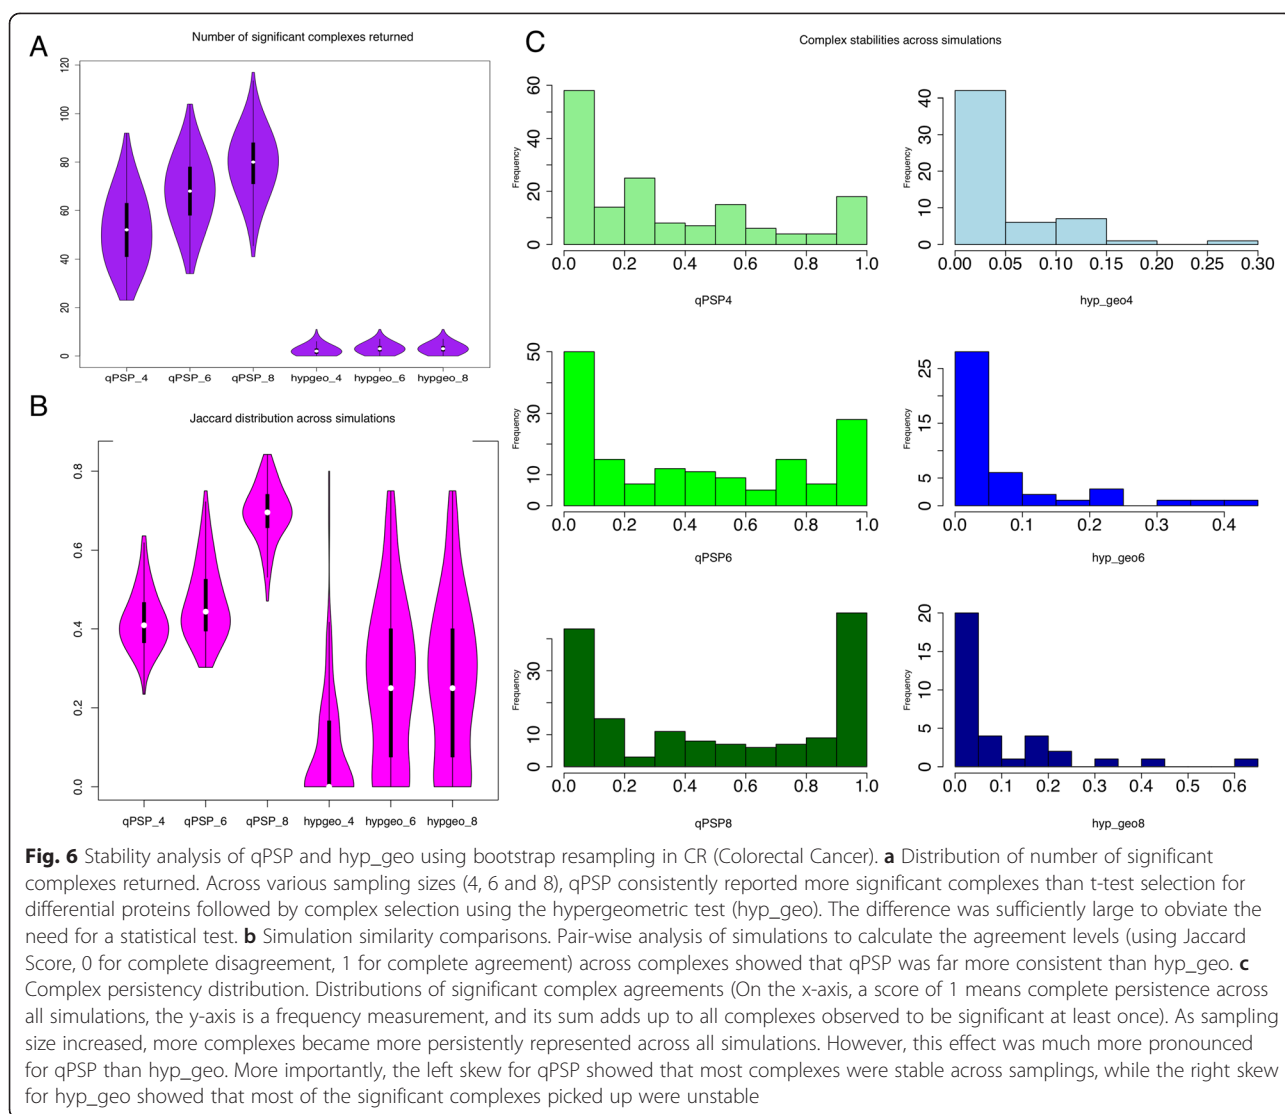 A
Number of significant complexes returned
120
100
80
60
40
20
0
qPSP_4 qPSP_6 qPSP_8 hypgeo_4 hypgeo_6 hypgeo_8
B
Jaccard distribution across simulations
0.8
0.6
0.4
0.2
0.0
qPSP_4 qPSP_6 qPSP_8 hypgeo_4 hypgeo_6 hypgeo_8
C
Complex stabilities across simulations
Frequency
60
40
20
0
0.0 0.2 0.4 0.6 0.8 1.0
qPSP4
Frequency
40
30
20
10
0
0.00 0.05 0.10 0.15 0.20 0.25 0.30
hyp_geo4
Frequency
50
30
10
0
0.0 0.2 0.4 0.6 0.8 1.0
qPSP6
Frequency
25
15
5
0
0.0 0.1 0.2 0.3 0.4
hyp_geo6
Frequency
30
10
0
0.0 0.2 0.4 0.6 0.8 1.0
qPSP8
Frequency
20
15
10
5
0
0.0 0.1 0.2 0.3 0.4 0.5 0.6
hyp_geo8
Fig. 6 Stability analysis of qPSP and hyp_geo using bootstrap resampling in CR (Colorectal Cancer). a Distribution of number of significant
complexes returned. Across various sampling sizes (4, 6 and 8), qPSP consistently reported more significant complexes than t-test selection for
differential proteins followed by complex selection using the hypergeometric test (hyp_geo). The difference was sufficiently large to obviate the
need for a statistical test. b Simulation similarity comparisons. Pair-wise analysis of simulations to calculate the agreement levels (using Jaccard
Score, 0 for complete disagreement, 1 for complete agreement) across complexes showed that qPSP was far more consistent than hyp_geo. c
Complex persistency distribution. Distributions of significant complex agreements (On the x-axis, a score of 1 means complete persistence across
all simulations, the y-axis is a frequency measurement, and its sum adds up to all complexes observed to be significant at least once). As sampling
size increased, more complexes became more persistently represented across all simulations. However, this effect was much more pronounced
for qPSP than hyp_geo. More importantly, the left skew for qPSP showed that most complexes were stable across samplings, while the right skew
for hyp_geo showed that most of the significant complexes picked up were unstable